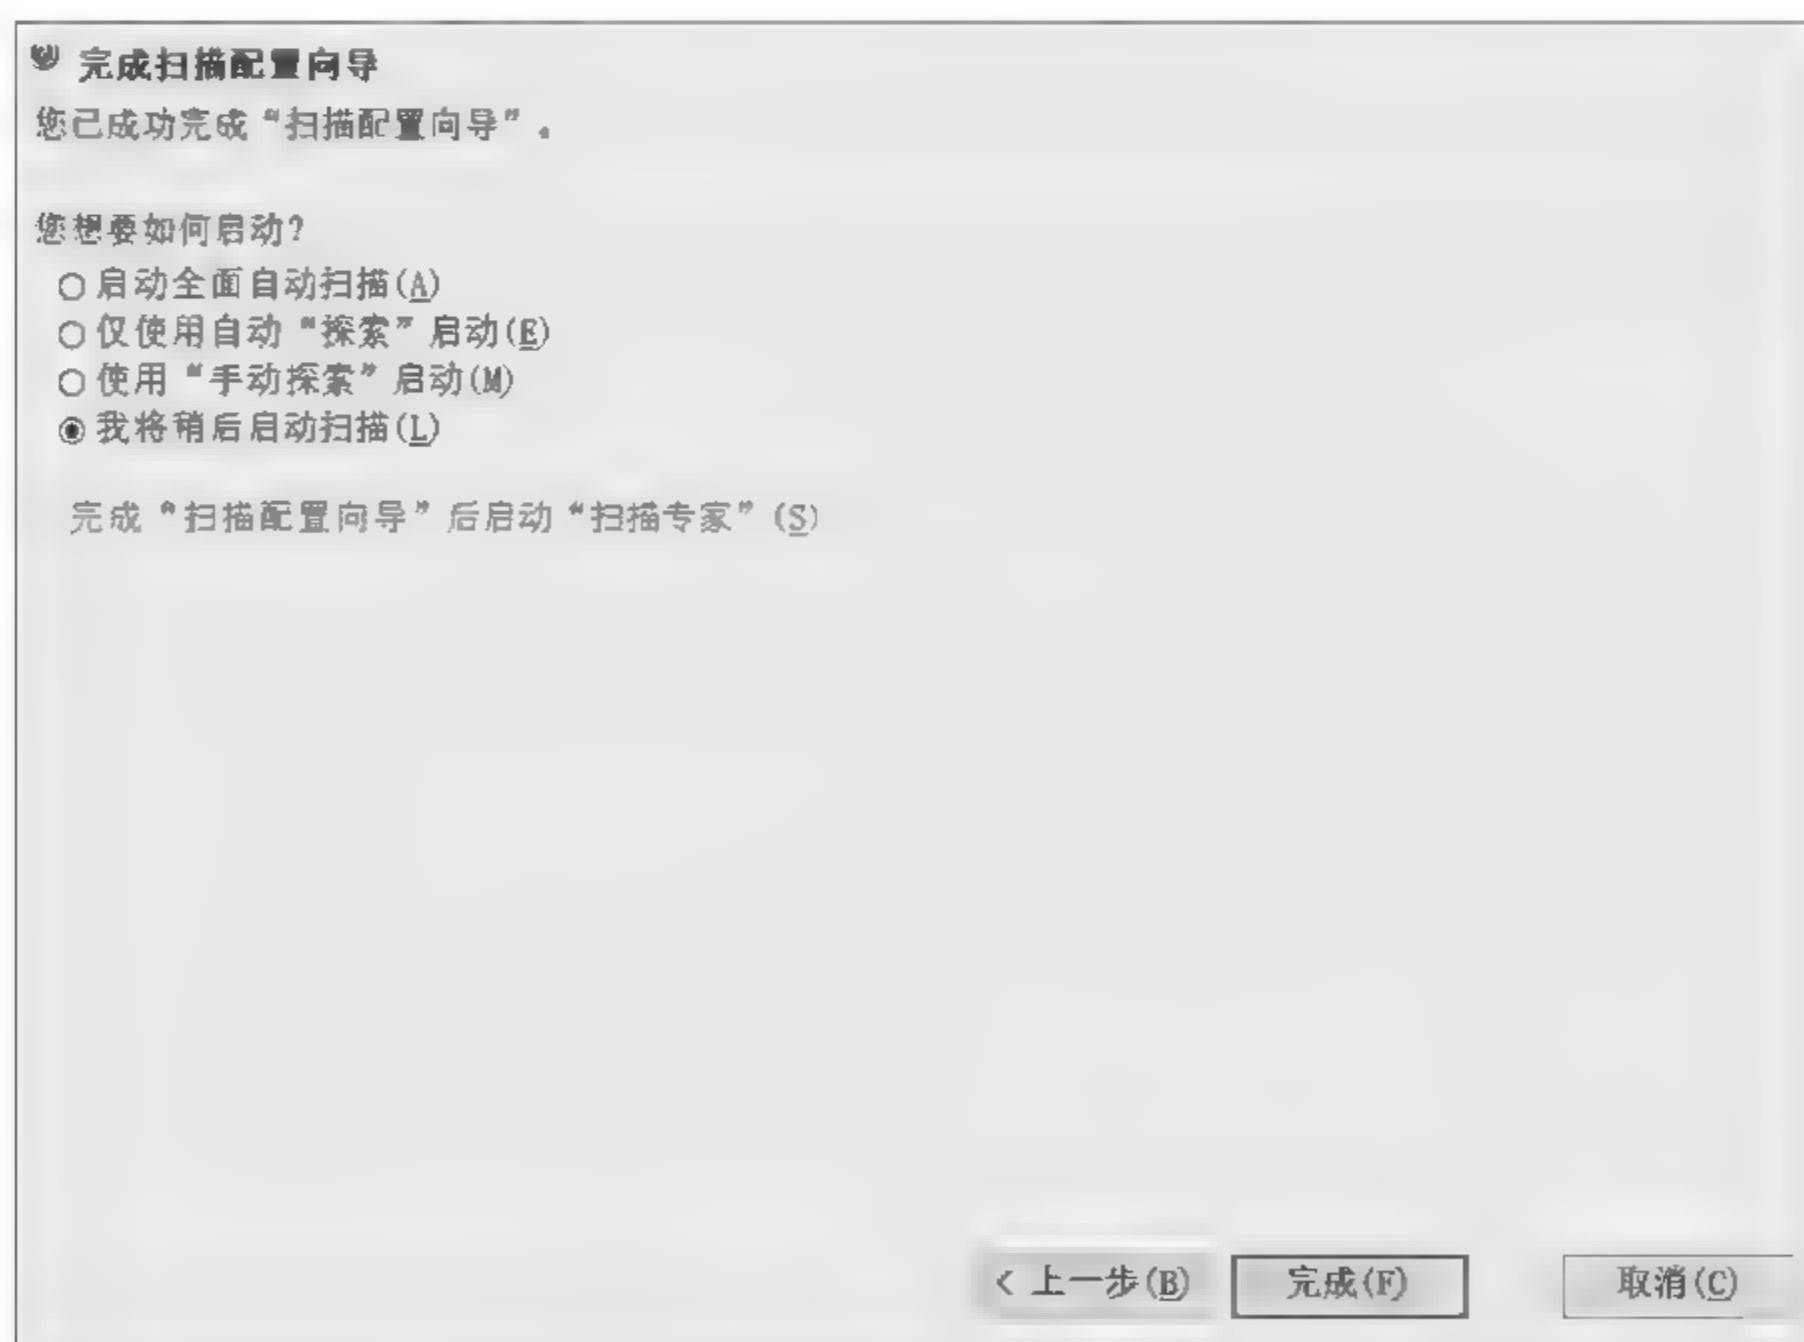 完成扫描配置向导
您已成功完成“扫描配置向导”。
您想要如何启动?
启动全面自动扫描(A)
仅使用自动“探索”启动(E)
使用“手动探索”启动(M)
我将稍后启动扫描(L)
完成“扫描配置向导”后启动“扫描专家”(S)
< 上一步(B) 完成(F) 取消(C)